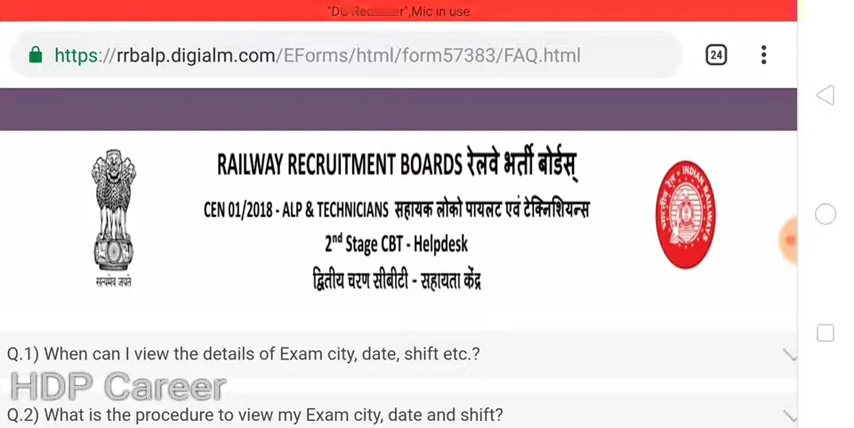 "DU Recorder",Mic in use
https://rrbalp.digialm.com/EForms/html/form57383/FAQ.html
24
RAILWAY RECRUITMENT BOARDS रेलवे भर्ती बोर्डस्
CEN 01/2018 - ALP & TECHNICIANS सहायक लोको पायलट एवं टेक्निशियन्स
2nd Stage CBT - Helpdesk
द्वितीय चरण सीबीटी - सहायता केंद्र
सत्यमेव जयते
भारतीय रेल INDIAN RAILWAYS
Q.1) When can I view the details of Exam city, date, shift etc.?
HDP Career
Q.2) What is the procedure to view my Exam city, date and shift?